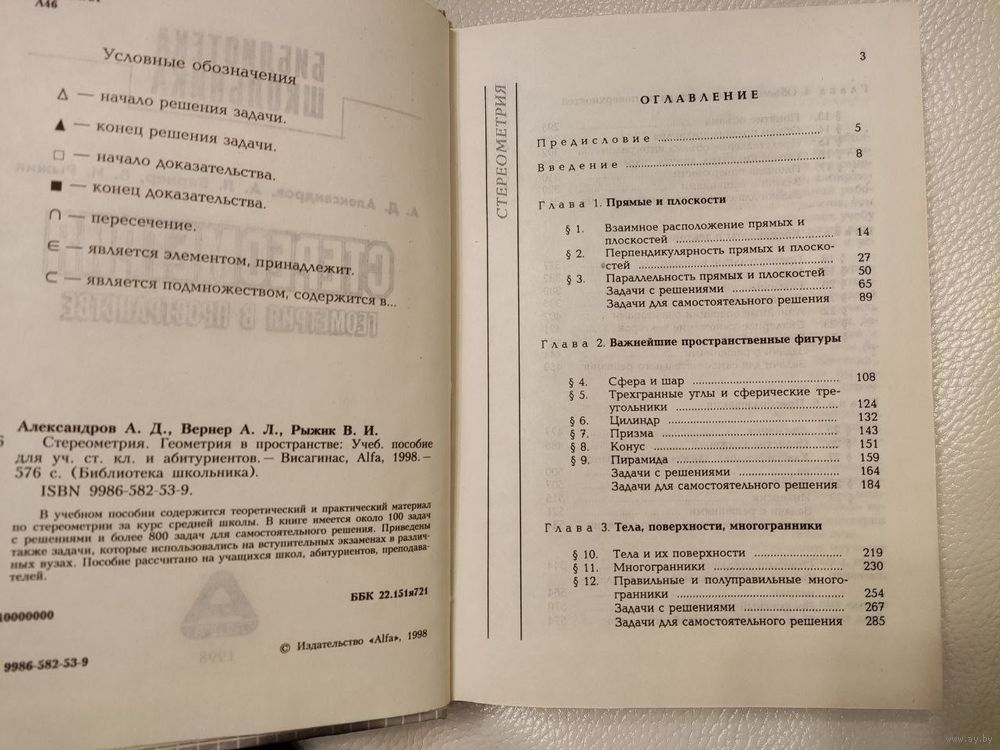 Л46
Условные обозначения
△ — начало решения задачи.
▲ — конец решения задачи.
□ — начало доказательства.
■ — конец доказательства.
∩ — пересечение.
∈ — является элементом, принадлежит.
⊂ — является подмножеством, содержится в...
Александров А. Д., Вернер А. Л., Рыжик В. И.
Стереометрия. Геометрия в пространстве: Учеб. пособие
для уч. ст. кл. и абитуриентов.— Висагинас, Alfa, 1998.—
576 с. (Библиотека школьника).
ISBN 9986-582-53-9.
В учебном пособии содержится теоретический и практический материал
по стереометрии за курс средней школы. В книге имеется около 100 задач
с решениями и более 800 задач для самостоятельного решения. Приведены
также задачи, которые использовались на вступительных экзаменах в различ-
ных вузах. Пособие рассчитано на учащихся школ, абитуриентов, преподава-
телей.
ББК 22.151я721
10000000
© Издательство «Alfa», 1998
9986-582-53-9
3
СТЕРЕОМЕТРИЯ
ОГЛАВЛЕНИЕ
Предисловие 5
Введение 8
Глава 1. Прямые и плоскости
§ 1. Взаимное расположение прямых и
плоскостей 14
§ 2. Перпендикулярность прямых и плоско-
стей 27
§ 3. Параллельность прямых и плоскостей 50
Задачи с решениями 65
Задачи для самостоятельного решения 89
Глава 2. Важнейшие пространственные фигуры
§ 4. Сфера и шар 108
§ 5. Трехгранные углы и сферические тре-
угольники 124
§ 6. Цилиндр 132
§ 7. Призма 143
§ 8. Конус 151
§ 9. Пирамида 159
Задачи с решениями 164
Задачи для самостоятельного решения 184
Глава 3. Тела, поверхности, многогранники
§ 10. Тела и их поверхности 219
§ 11. Многогранники 230
§ 12. Правильные и полуправильные много-
гранники 254
Задачи с решениями 267
Задачи для самостоятельного решения 285
www.ay.by